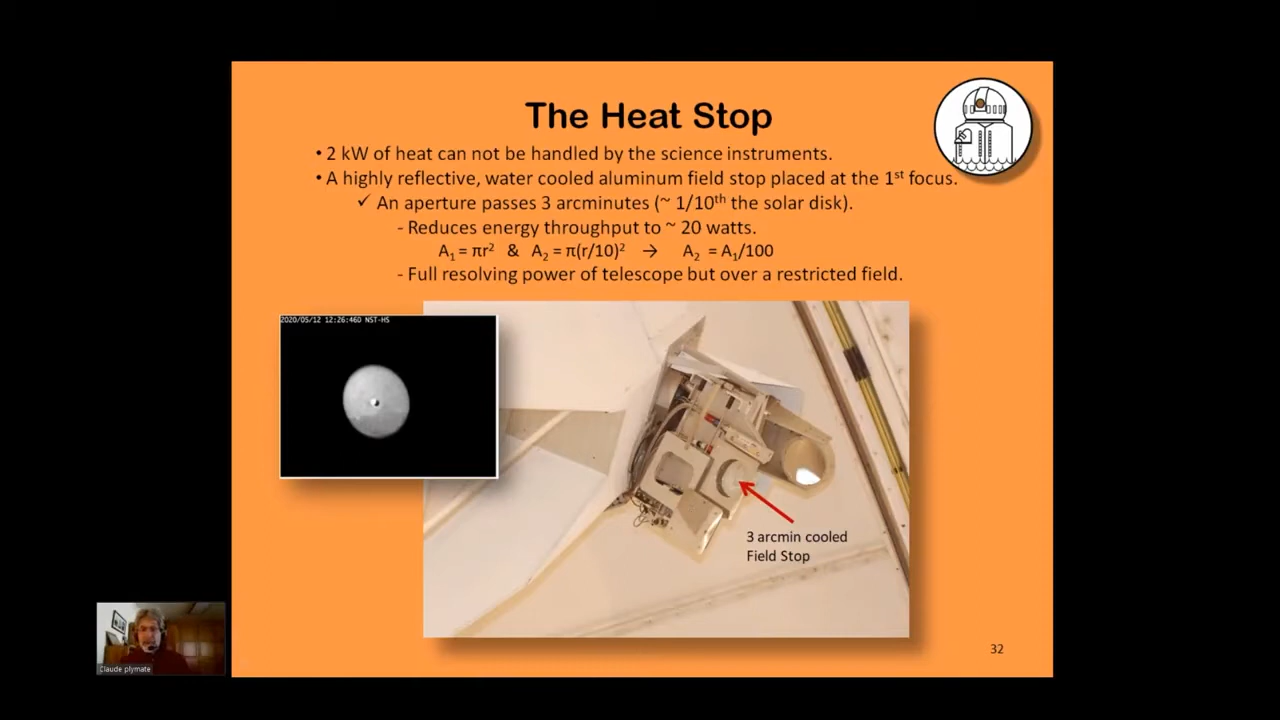 The Heat Stop
• 2 kW of heat can not be handled by the science instruments.
• A highly reflective, water cooled aluminum field stop placed at the 1st focus.
✓ An aperture passes 3 arcminutes (~ 1/10th the solar disk).
- Reduces energy throughput to ~ 20 watts.
A1 = πr² & A2 = π(r/10)² → A2 = A1/100
- Full resolving power of telescope but over a restricted field.
2020/05/12 12:26:460 NST-HS
3 arcmin cooled
Field Stop
Claude plymate
32